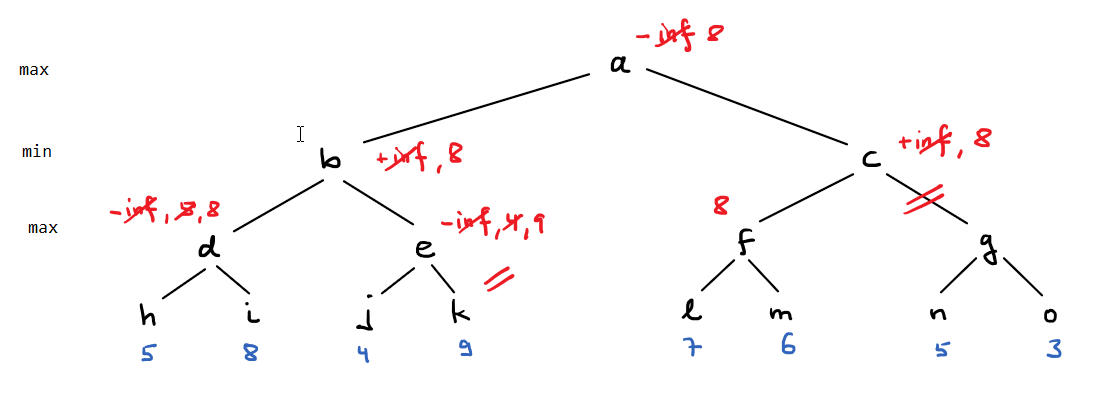 -inf 8
max a
min b +inf, 8 c +inf, 8
-inf, 5, 8 8
max d e -inf, 4, 9 f g
h i j k l m n o
5 8 4 9 7 6 5 3